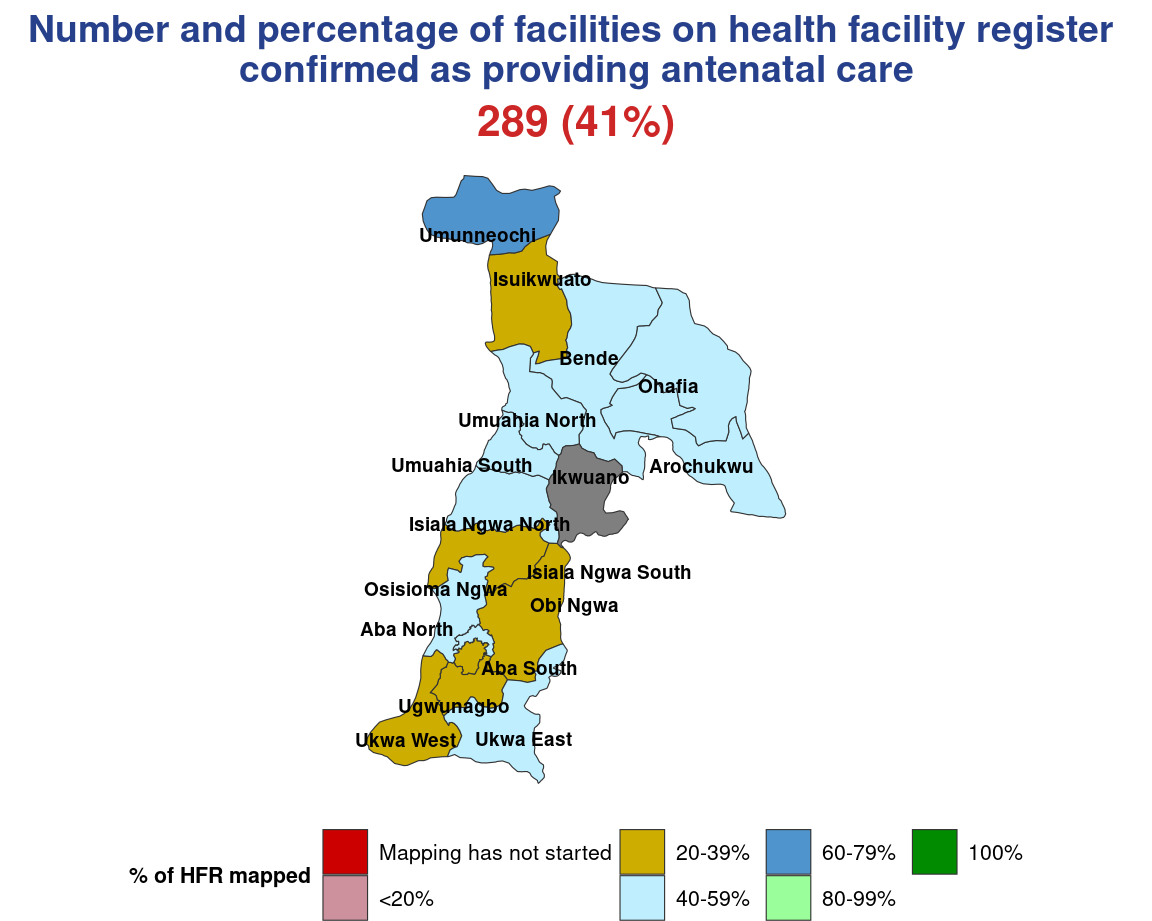 Number and percentage of facilities on health facility register
confirmed as providing antenatal care
289 (41%)
Umunneochi
Isuikwuato
Bende
Ohafia
Umuahia North
Umuahia South
Arochukwu
Ikwuano
Isiala Ngwa North
Isiala Ngwa South
Osisioma Ngwa
Obi Ngwa
Aba North
Aba South
Ugwunagbo
Ukwa West
Ukwa East
% of HFR mapped
Mapping has not started
<20%
20-39%
40-59%
60-79%
80-99%
100%